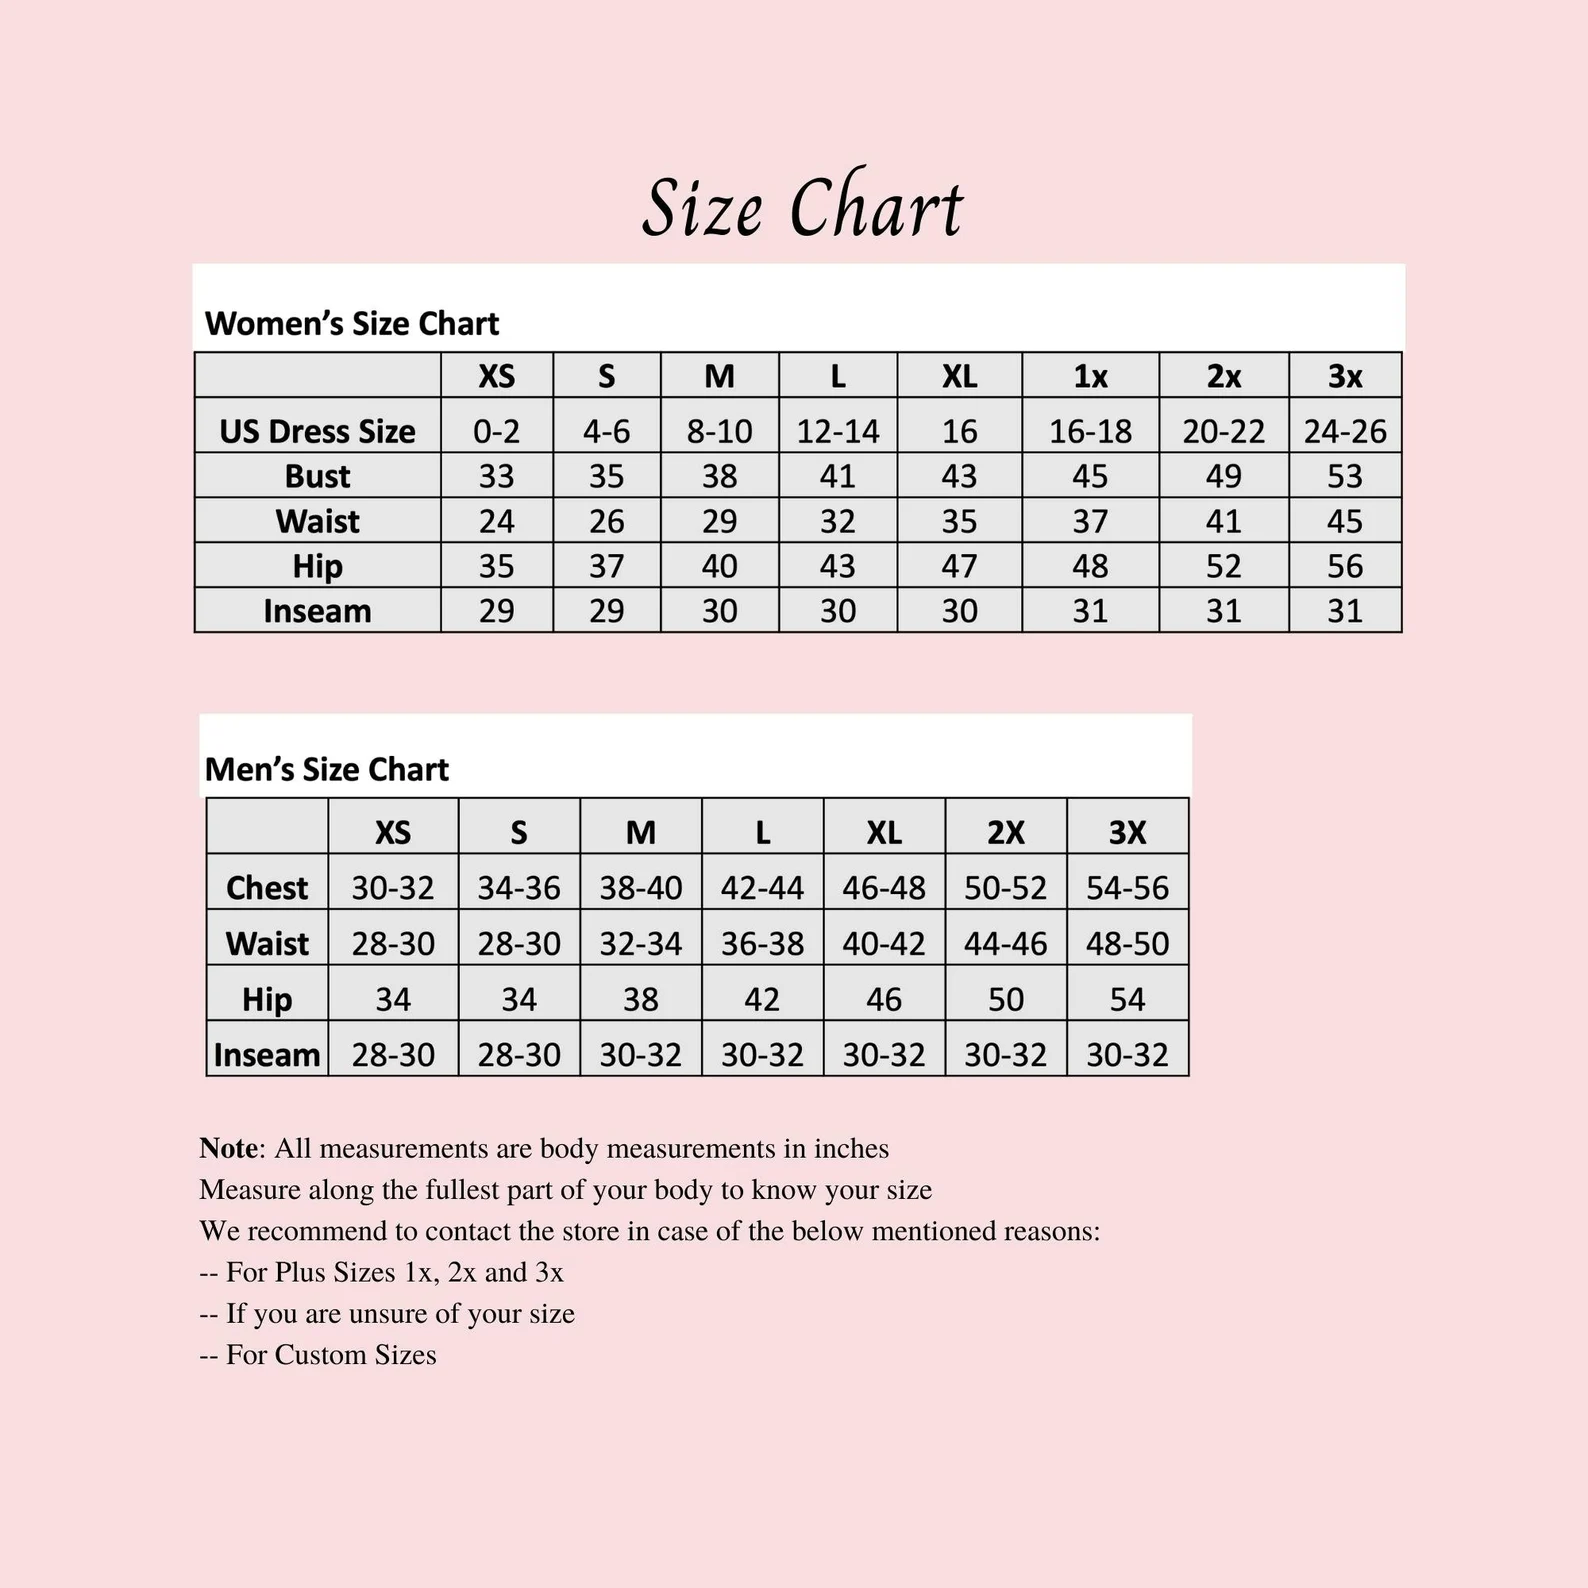 Size Chart
Women’s Size Chart
XS S M L XL 1x 2x 3x
US Dress Size 0-2 4-6 8-10 12-14 16 16-18 20-22 24-26
Bust 33 35 38 41 43 45 49 53
Waist 24 26 29 32 35 37 41 45
Hip 35 37 40 43 47 48 52 56
Inseam 29 29 30 30 30 31 31 31
Men’s Size Chart
XS S M L XL 2X 3X
Chest 30-32 34-36 38-40 42-44 46-48 50-52 54-56
Waist 28-30 28-30 32-34 36-38 40-42 44-46 48-50
Hip 34 34 38 42 46 50 54
Inseam 28-30 28-30 30-32 30-32 30-32 30-32 30-32
Note: All measurements are body measurements in inches
Measure along the fullest part of your body to know your size
We recommend to contact the store in case of the below mentioned reasons:
-- For Plus Sizes 1x, 2x and 3x
-- If you are unsure of your size
-- For Custom Sizes